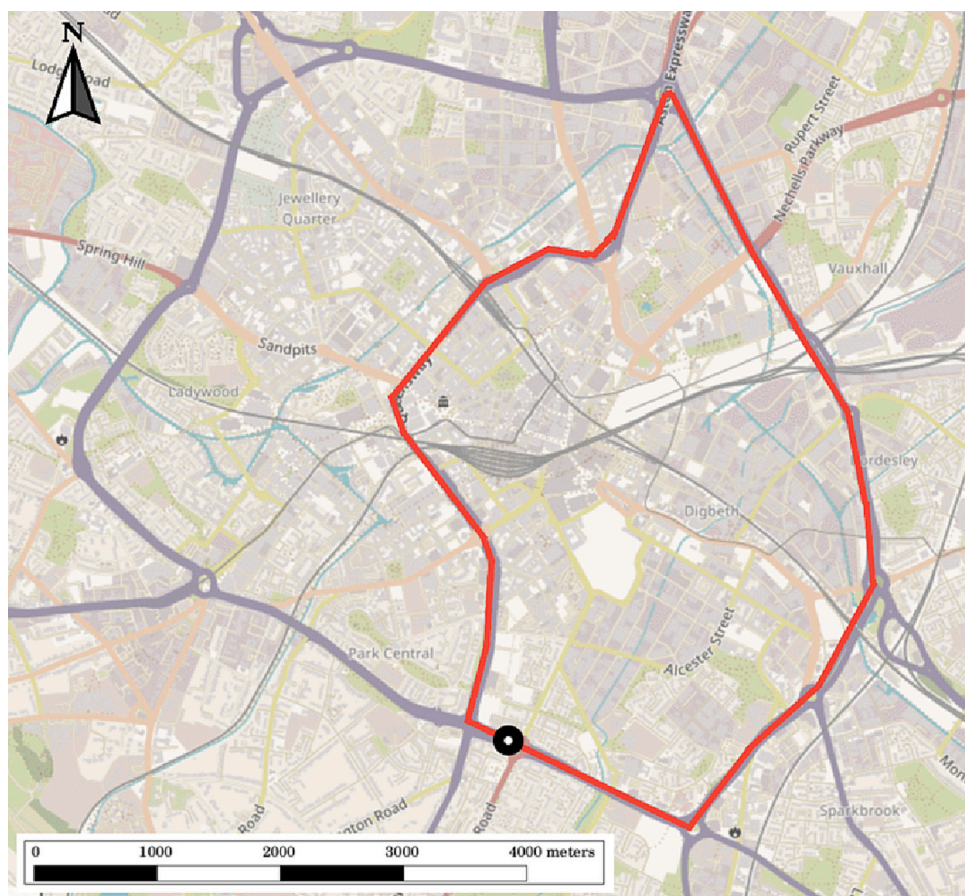 N
Lodge Road
Aston Expressway
Rupert Street
Nechells Parkway
Jewellery
Quarter
Spring Hill
Vauxhall
Sandpits
Ladywood
Digbeth
Alcester Street
Park Central
Road
Road
Sparkbrook
0 1000 2000 3000 4000 meters